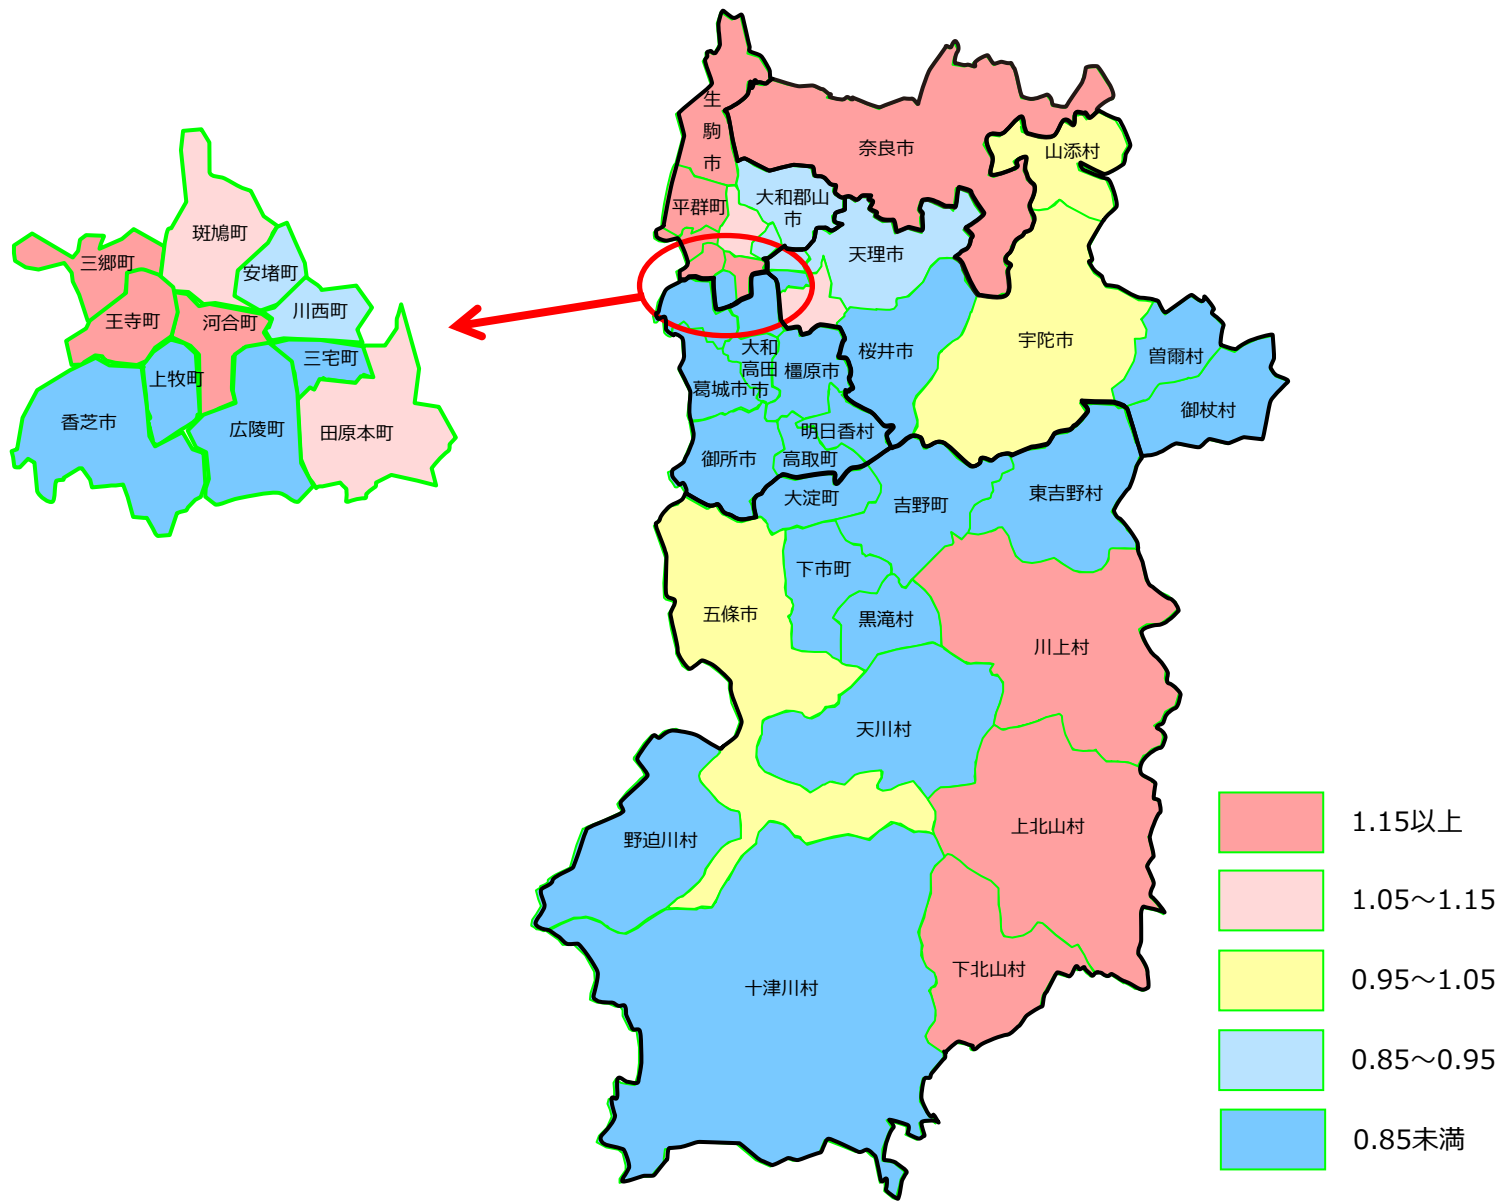 生
駒
市
奈良市
山添村
平群町
大和郡山
市
天理市
宇陀市
曽爾村
御杖村
桜井市
大和
高田
市
橿原市
葛城市
明日香村
御所市
高取町
大淀町
吉野町
東吉野村
下市町
五條市
黒滝村
川上村
天川村
上北山村
野迫川村
下北山村
十津川村
斑鳩町
三郷町
安堵町
川西町
王寺町
河合町
三宅町
上牧町
香芝市
広陵町
田原本町
1.15以上
1.05～1.15
0.95～1.05
0.85～0.95
0.85未満